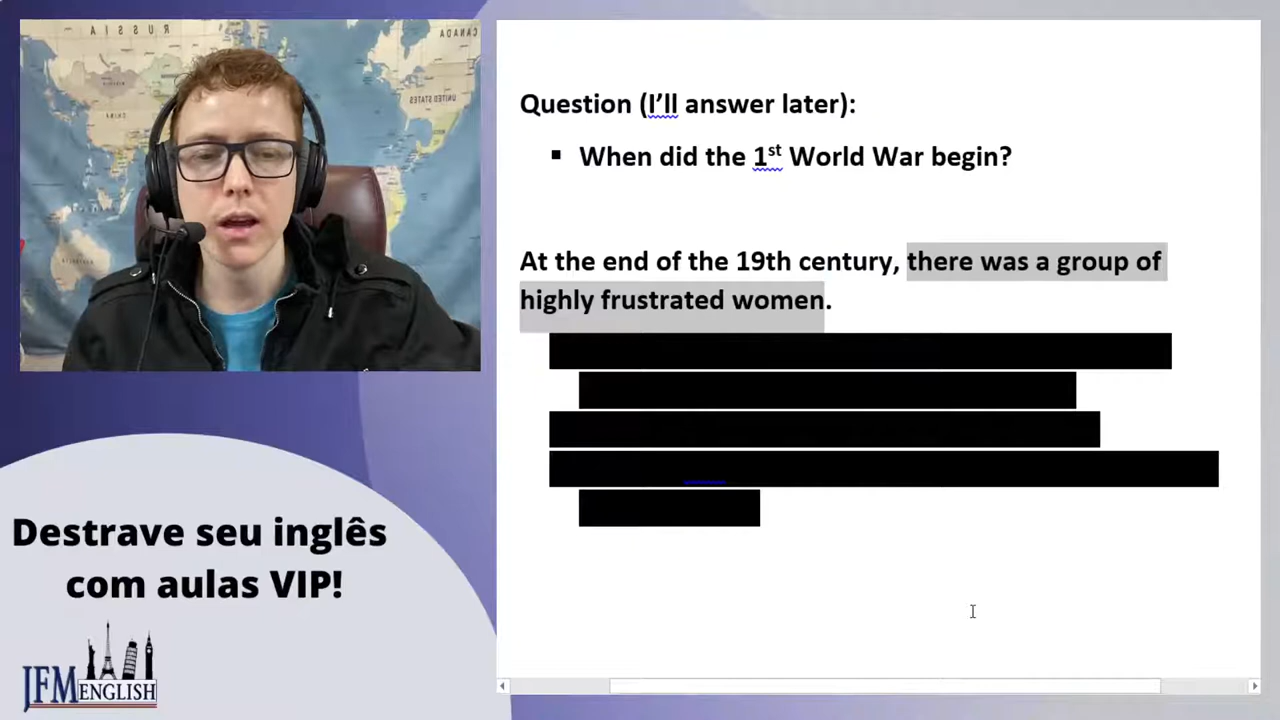 RUSSIA
CANADA
CHINA
UNITED STATES
Question (I’ll answer later):
▪ When did the 1st World War begin?
At the end of the 19th century, there was a group of
highly frustrated women.
Destrave seu inglês
com aulas VIP!
JFM ENGLISH